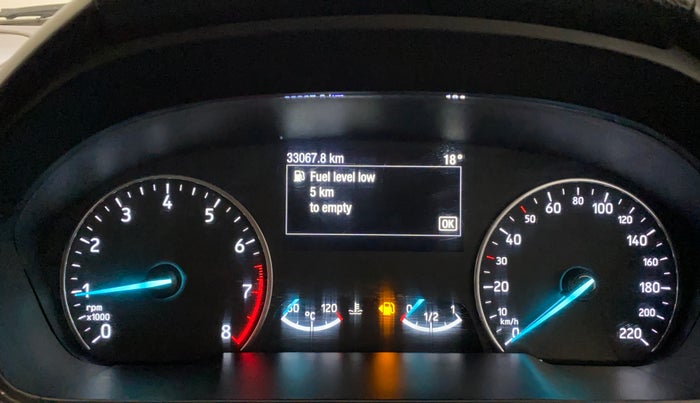 33067.8 km 18°
Fuel level low
5 km
to empty
OK
0 1 2 3 4 5 6 7 8
rpm
x1000
120
°C
0 1/2 1
0 10 20 30 40 50 60 80 100 120 140 160 180 200 220
km/h